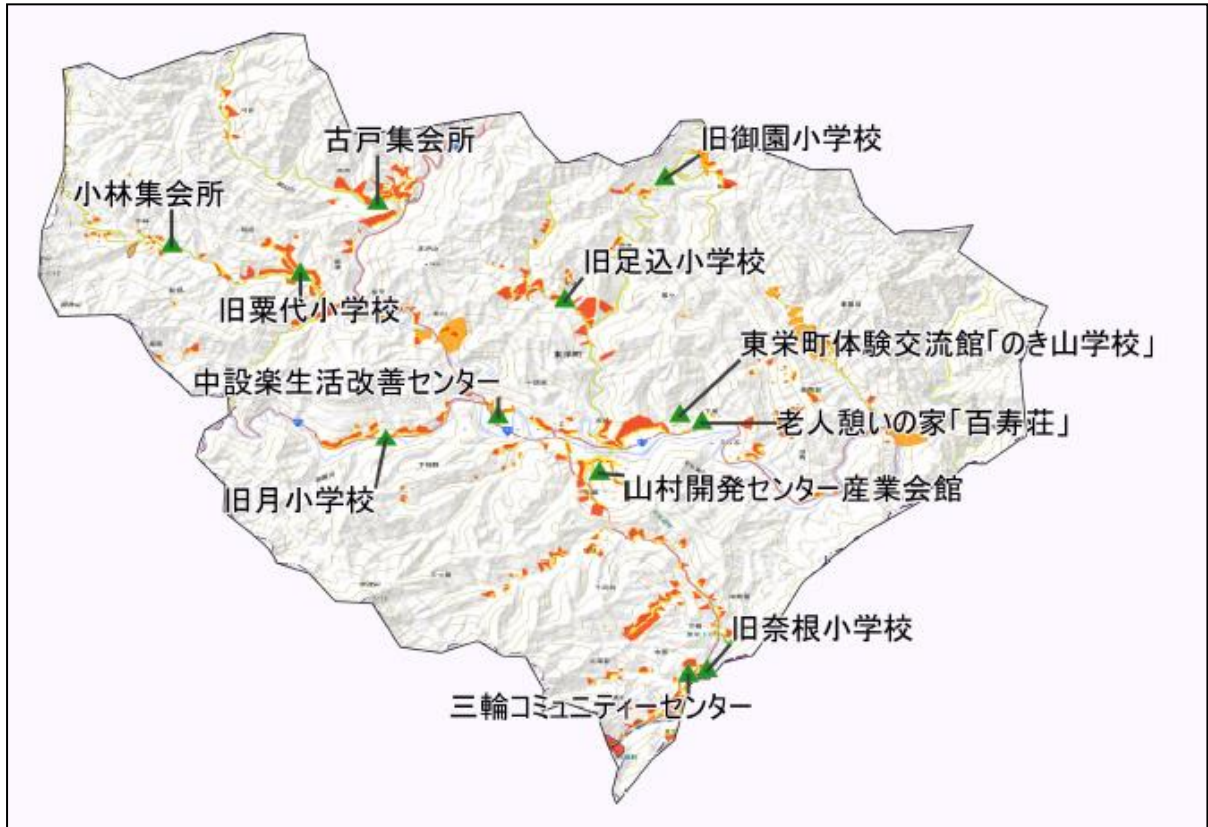 古戸集会所
旧御園小学校
小林集会所
旧足込小学校
旧粟代小学校
東栄町体験交流館「のき山学校」
中設楽生活改善センター
老人憩いの家「百寿荘」
旧月小学校
山村開発センター産業会館
旧奈根小学校
三輪コミュニティーセンター